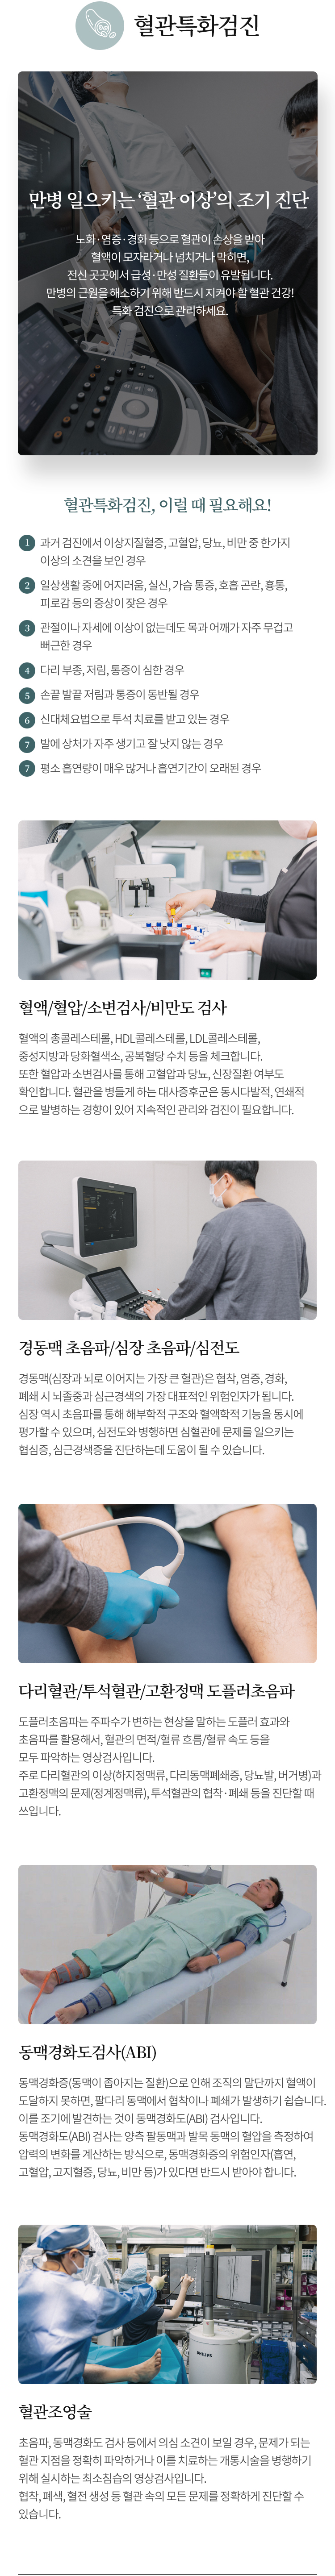 혈관특화검진
만병 일으키는 ‘혈관 이상’의 조기 진단
노화·염증·경화 등으로 혈관이 손상을 받아
혈액이 모자라거나 넘치거나 막히면,
전신 곳곳에서 급성·만성 질환들이 유발됩니다.
만병의 근원을 해소하기 위해 반드시 지켜야 할 혈관 건강!
특화 검진으로 관리하세요.
혈관특화검진, 이럴 때 필요해요!
1 과거 검진에서 이상지질혈증, 고혈압, 당뇨, 비만 중 한가지
이상의 소견을 보인 경우
2 일상생활 중에 어지러움, 실신, 가슴 통증, 호흡 곤란, 흉통,
피로감 등의 증상이 잦은 경우
3 관절이나 자세에 이상이 없는데도 목과 어깨가 자주 무겁고
뻐근한 경우
4 다리 부종, 저림, 통증이 심한 경우
5 손끝 발끝 저림과 통증이 동반될 경우
6 신대체요법으로 투석 치료를 받고 있는 경우
7 발에 상처가 자주 생기고 잘 낫지 않는 경우
7 평소 흡연량이 매우 많거나 흡연기간이 오래된 경우
혈액/혈압/소변검사/비만도 검사
혈액의 총콜레스테롤, HDL콜레스테롤, LDL콜레스테롤,
중성지방과 당화혈색소, 공복혈당 수치 등을 체크합니다.
또한 혈압과 소변검사를 통해 고혈압과 당뇨, 신장질환 여부도
확인합니다. 혈관을 병들게 하는 대사증후군은 동시다발적, 연쇄적
으로 발병하는 경향이 있어 지속적인 관리와 검진이 필요합니다.
경동맥 초음파/심장 초음파/심전도
경동맥(심장과 뇌로 이어지는 가장 큰 혈관)은 협착, 염증, 경화,
폐쇄 시 뇌졸중과 심근경색의 가장 대표적인 위험인자가 됩니다.
심장 역시 초음파를 통해 해부학적 구조와 혈액학적 기능을 동시에
평가할 수 있으며, 심전도와 병행하면 심혈관에 문제를 일으키는
협심증, 심근경색증을 진단하는데 도움이 될 수 있습니다.
다리혈관/투석혈관/고환정맥 도플러초음파
도플러초음파는 주파수가 변하는 현상을 말하는 도플러 효과와
초음파를 활용해서, 혈관의 면적/혈류 흐름/혈류 속도 등을
모두 파악하는 영상검사입니다.
주로 다리혈관의 이상(하지정맥류, 다리동맥폐쇄증, 당뇨발, 버거병)과
고환정맥의 문제(정계정맥류), 투석혈관의 협착·폐쇄 등을 진단할 때
쓰입니다.
동맥경화도검사(ABI)
동맥경화증(동맥이 좁아지는 질환)으로 인해 조직의 말단까지 혈액이
도달하지 못하면, 팔다리 동맥에서 협착이나 폐쇄가 발생하기 쉽습니다.
이를 조기에 발견하는 것이 동맥경화도(ABI) 검사입니다.
동맥경화도(ABI) 검사는 양측 팔동맥과 발목 동맥의 혈압을 측정하여
압력의 변화를 계산하는 방식으로, 동맥경화증의 위험인자(흡연,
고혈압, 고지혈증, 당뇨, 비만 등)가 있다면 반드시 받아야 합니다.
PHILIPS
혈관조영술
초음파, 동맥경화도 검사 등에서 의심 소견이 보일 경우, 문제가 되는
혈관 지점을 정확히 파악하거나 이를 치료하는 개통시술을 병행하기
위해 실시하는 최소침습의 영상검사입니다.
협착, 폐색, 혈전 생성 등 혈관 속의 모든 문제를 정확하게 진단할 수
있습니다.